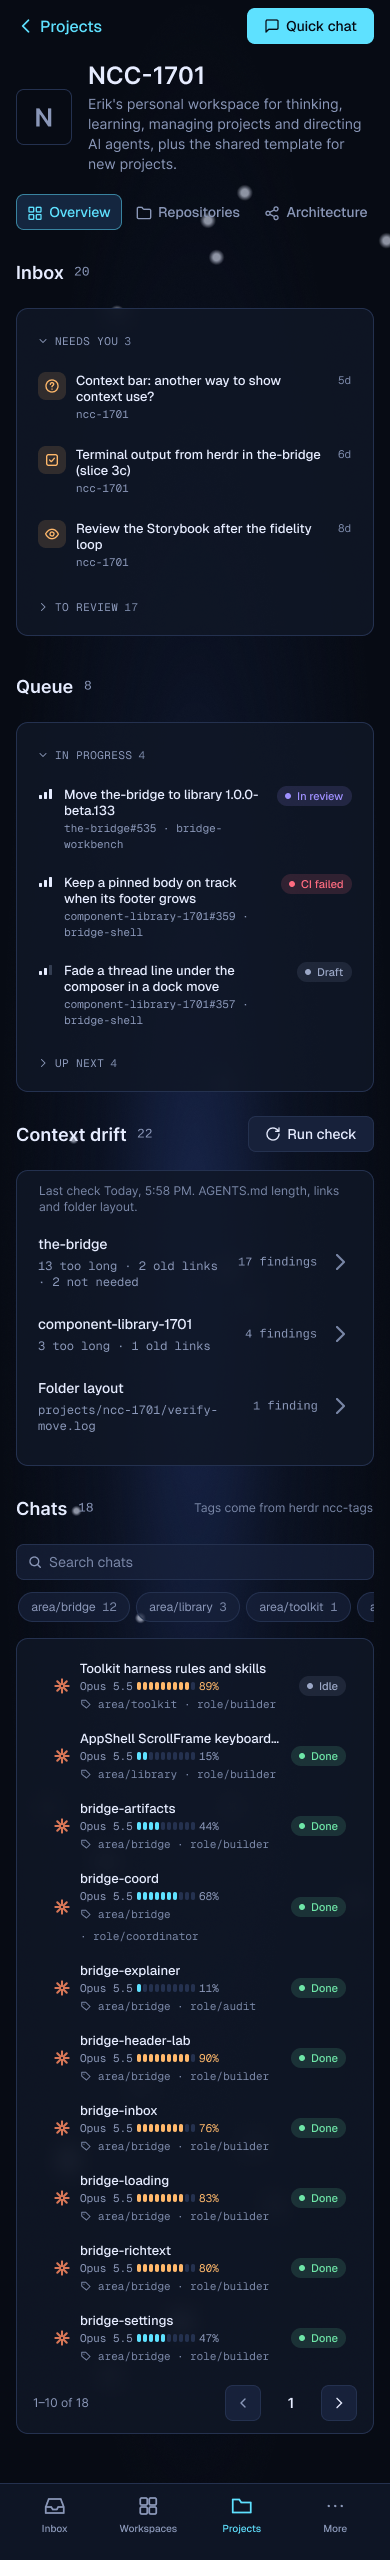 Projects
Quick chat
N
NCC-1701
Erik's personal workspace for thinking,
learning, managing projects and directing
AI agents, plus the shared template for
new projects.
Overview
Repositories
Architecture
Inbox 20
NEEDS YOU 3
Context bar: another way to show
context use?
5d
ncc-1701
Terminal output from herdr in the-bridge
(slice 3c)
6d
ncc-1701
Review the Storybook after the fidelity
loop
8d
ncc-1701
TO REVIEW 17
Queue 8
IN PROGRESS 4
Move the-bridge to library 1.0.0-
beta.133
In review
the-bridge#535 · bridge-
workbench
Keep a pinned body on track
when its footer grows
CI failed
component-library-1701#359 ·
bridge-shell
Fade a thread line under the
composer in a dock move
Draft
component-library-1701#357 ·
bridge-shell
UP NEXT 4
Context drift 22
Run check
Last check Today, 5:58 PM. AGENTS.md length, links
and folder layout.
the-bridge
13 too long · 2 old links
· 2 not needed
17 findings
component-library-1701
3 too long · 1 old links
4 findings
Folder layout
projects/ncc-1701/verify-
move.log
1 finding
Chats 18
Tags come from herdr ncc-tags
Search chats
area/bridge 12
area/library 3
area/toolkit 1
Toolkit harness rules and skills
Opus 5.5 89%
Idle
area/toolkit · role/builder
AppShell ScrollFrame keyboard...
Opus 5.5 15%
Done
area/library · role/builder
bridge-artifacts
Opus 5.5 44%
Done
area/bridge · role/builder
bridge-coord
Opus 5.5 68%
Done
area/bridge
· role/coordinator
bridge-explainer
Opus 5.5 11%
Done
area/bridge · role/audit
bridge-header-lab
Opus 5.5 90%
Done
area/bridge · role/builder
bridge-inbox
Opus 5.5 76%
Done
area/bridge · role/builder
bridge-loading
Opus 5.5 83%
Done
area/bridge · role/builder
bridge-richtext
Opus 5.5 80%
Done
area/bridge · role/builder
bridge-settings
Opus 5.5 47%
Done
area/bridge · role/builder
1–10 of 18
1
Inbox
Workspaces
Projects
More